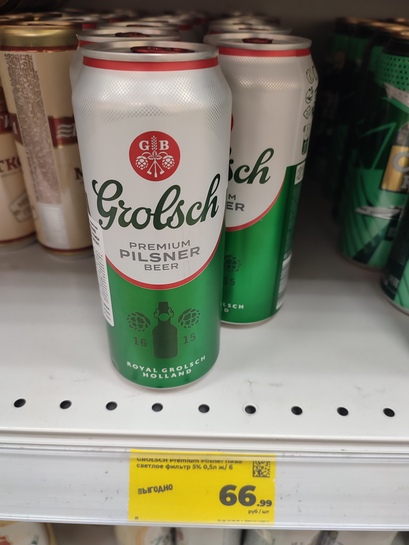 G B
Grolsch
PREMIUM
PILSNER
BEER
16 15
ROYAL GROLSCH
HOLLAND
GROLSCH Premium Pilsner пиво
светлое фильтр 5% 0,5л ж/ б
ВЫГОДНО
66.99
руб / шт